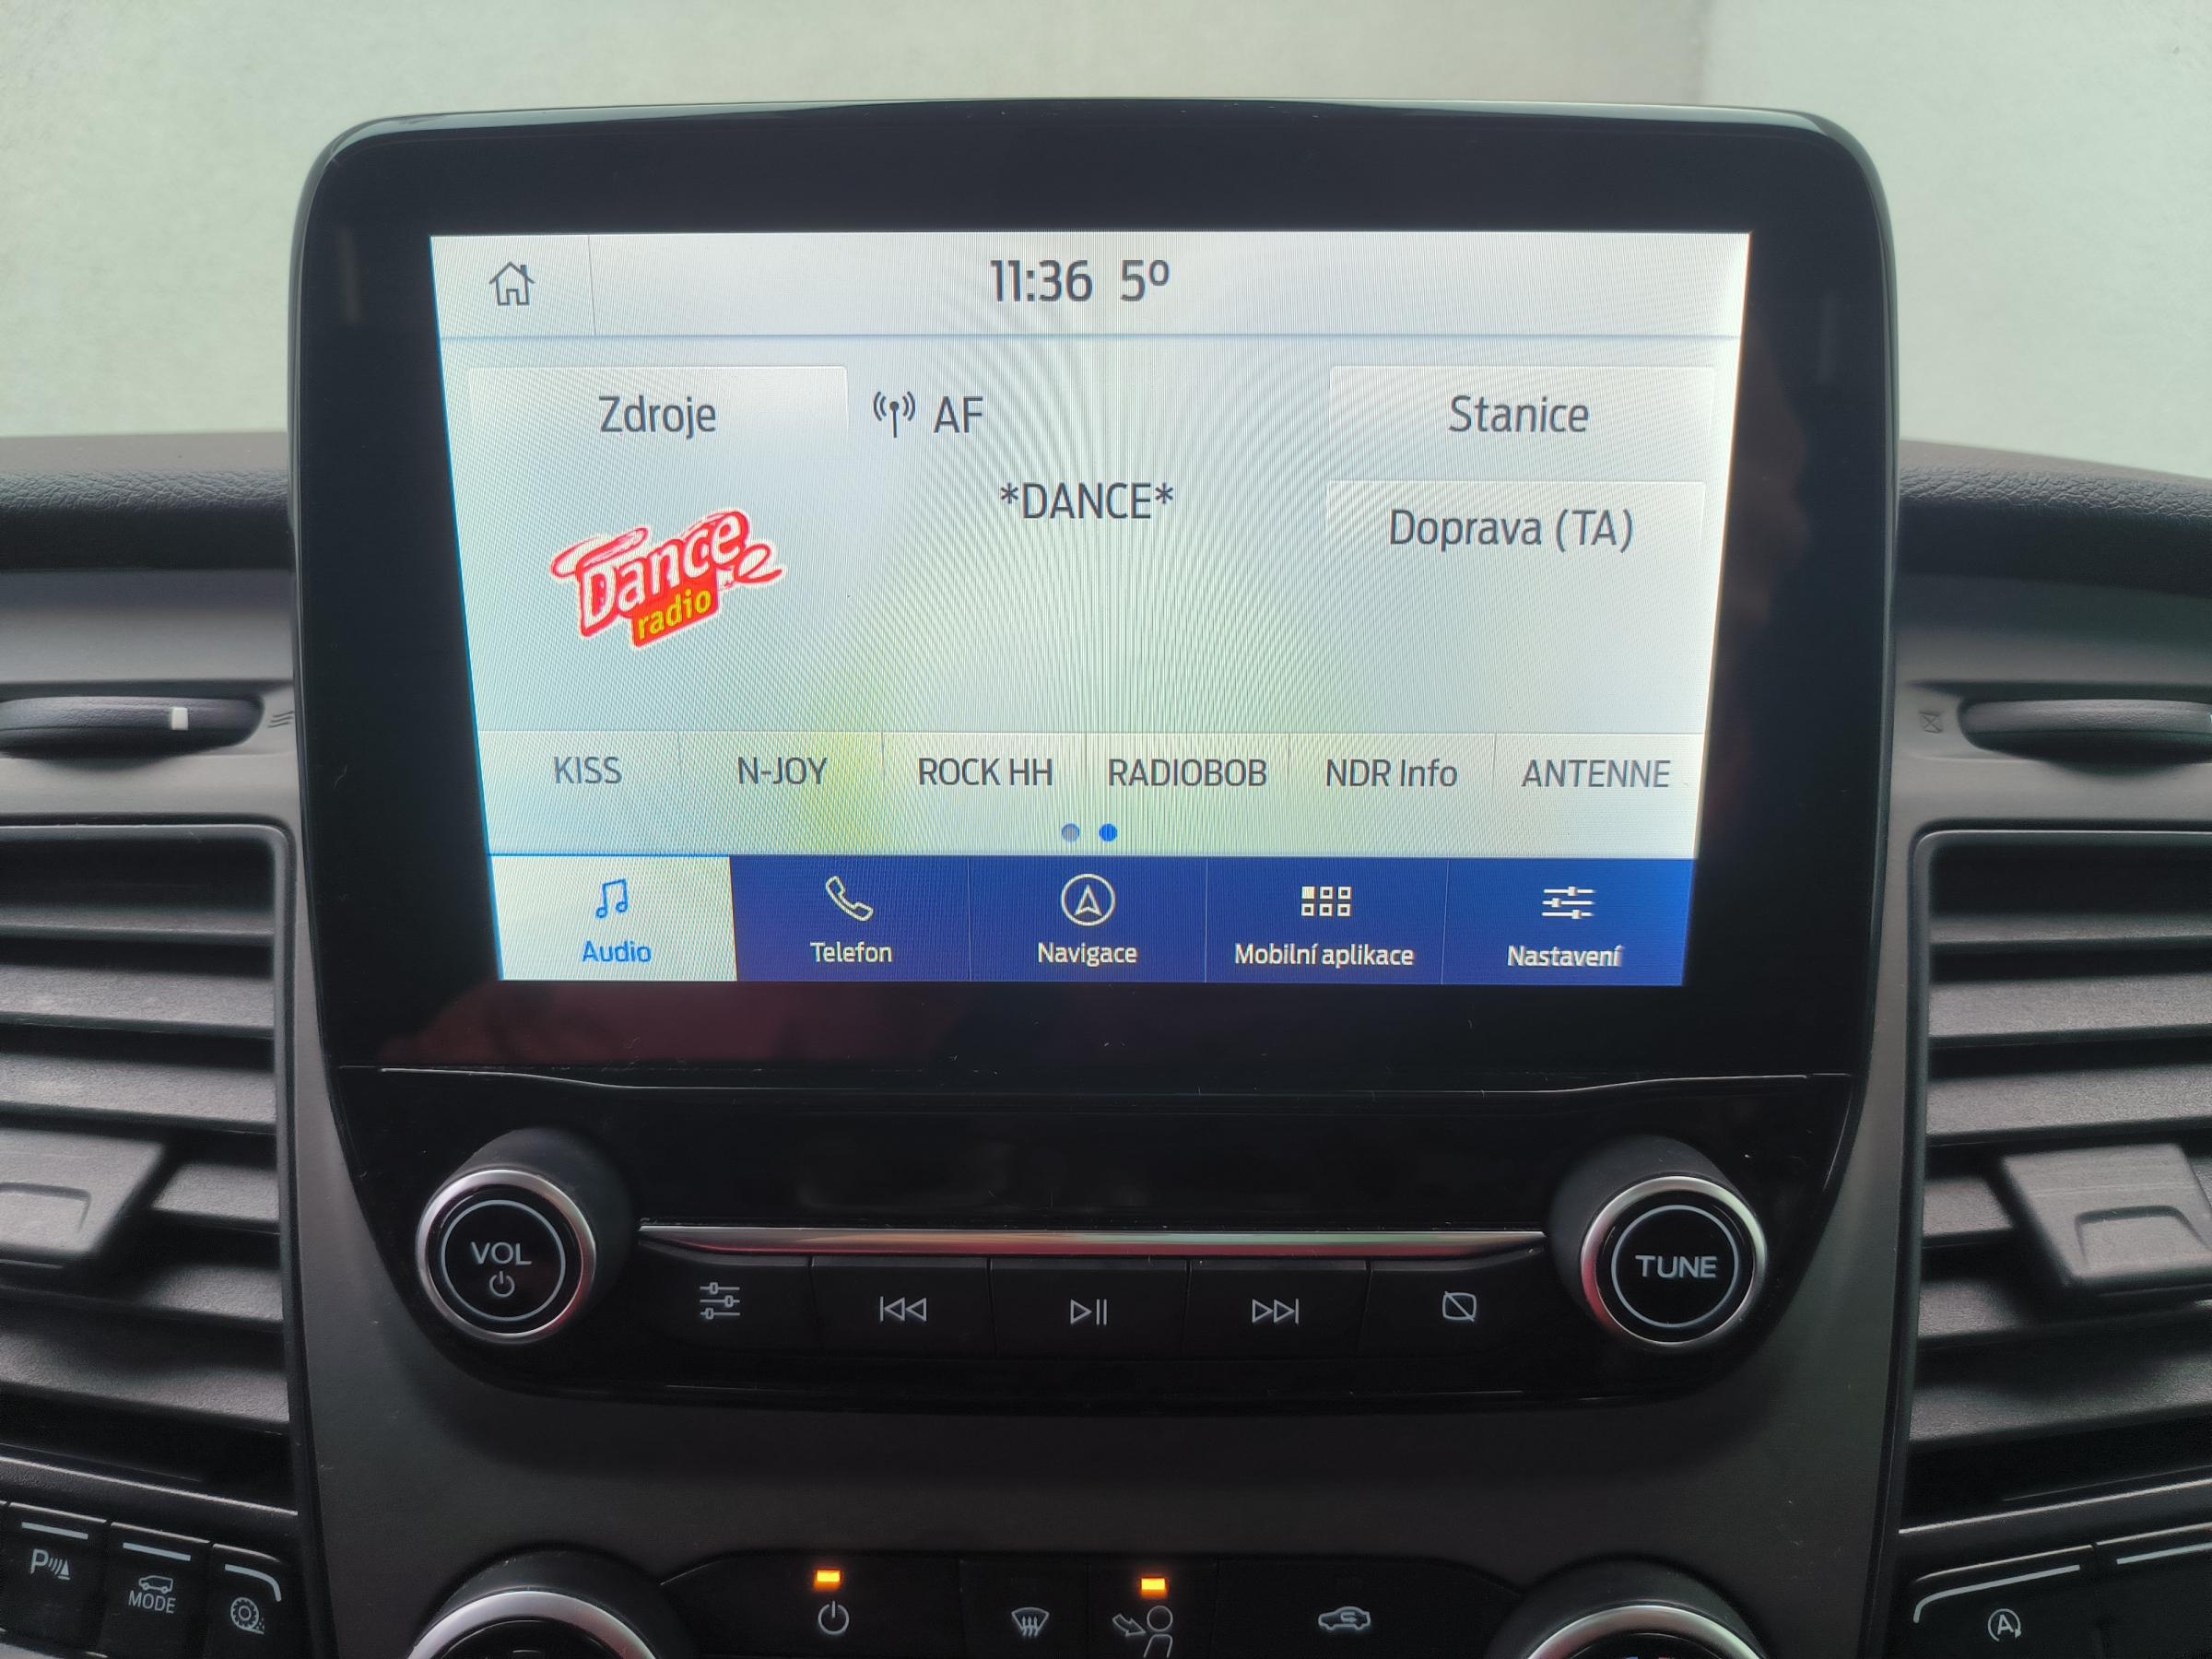 11:36 5º
Zdroje
AF
Stanice
*DANCE*
Doprava (TA)
Dance
radio
KISS N-JOY ROCK HH RADIOBOB NDR Info ANTENNE
Audio Telefon Navigace Mobilní aplikace Nastavení
VOL
TUNE
P
MODE
A